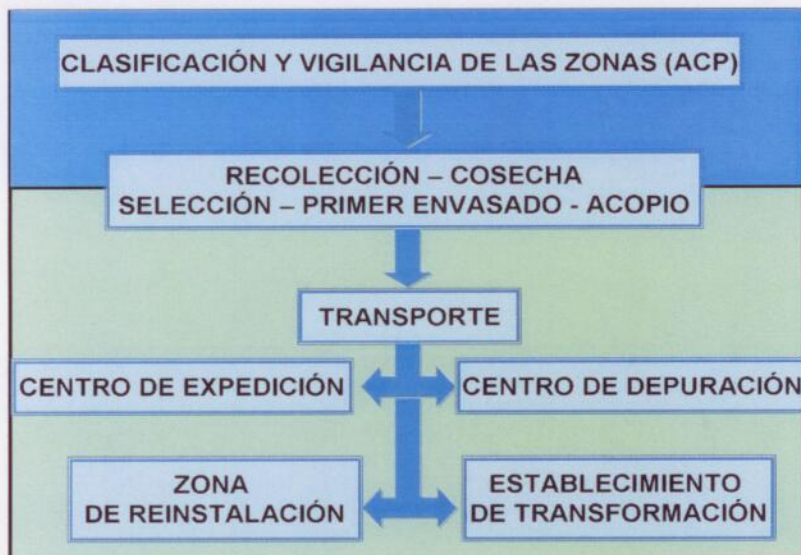 CLASIFICACIÓN Y VIGILANCIA DE LAS ZONAS (ACP)
RECOLECCIÓN – COSECHA
SELECCIÓN – PRIMER ENVASADO - ACOPIO
TRANSPORTE
CENTRO DE EXPEDICIÓN
CENTRO DE DEPURACIÓN
ZONA
DE REINSTALACIÓN
ESTABLECIMIENTO
DE TRANSFORMACIÓN